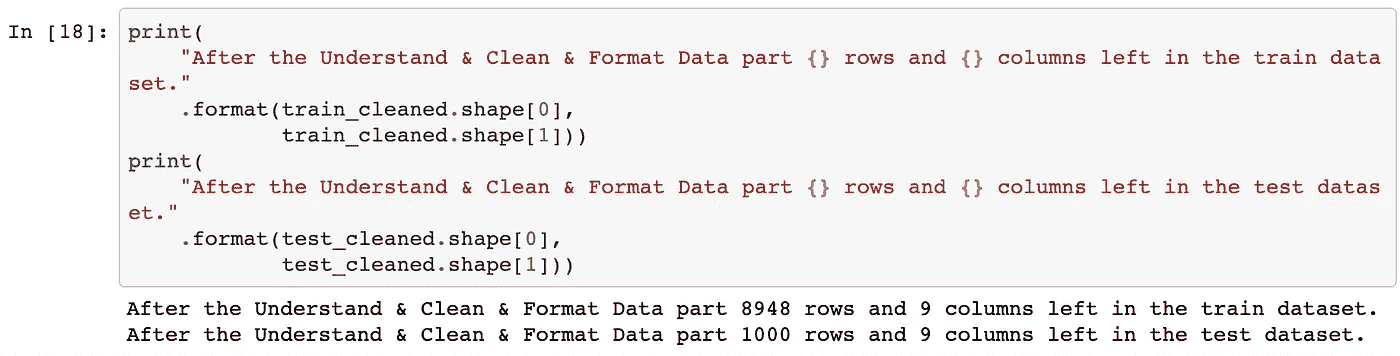 In [18]: print(
"After the Understand & Clean & Format Data part {} rows and {} columns left in the train data
set."
.format(train_cleaned.shape[0],
train_cleaned.shape[1]))
print(
"After the Understand & Clean & Format Data part {} rows and {} columns left in the test datas
et."
.format(test_cleaned.shape[0],
test_cleaned.shape[1]))
After the Understand & Clean & Format Data part 8948 rows and 9 columns left in the train dataset.
After the Understand & Clean & Format Data part 1000 rows and 9 columns left in the test dataset.